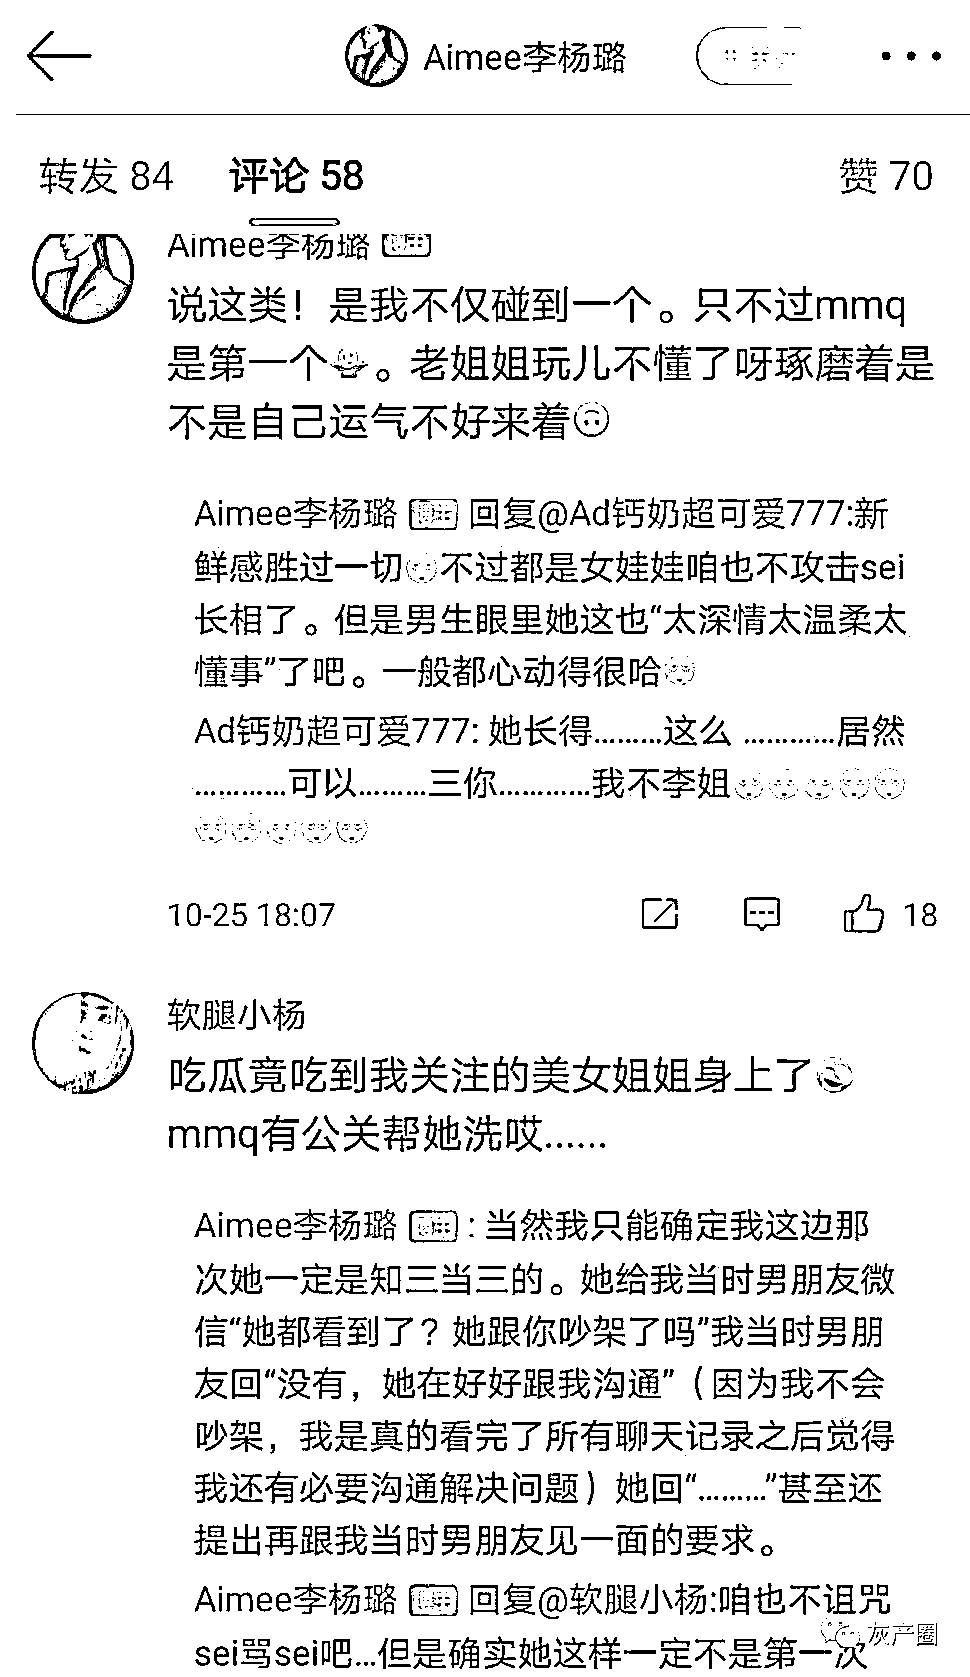 Aimee李杨璐
转发 84 评论 58 赞 70
Aimee李杨璐
说这类！是我不仅碰到一个。只不过mmq
是第一个。老姐姐玩儿不懂了呀琢磨着是
不是自己运气不好来着
Aimee李杨璐 回复@Ad钙奶超可爱777:新
鲜感胜过一切不过都是女娃娃咱也不攻击sei
长相了。但是男生眼里她这也“太深情太温柔太
懂事”了吧。一般都心动得很哈
Ad钙奶超可爱777: 她长得………这么 …………居然
…………可以………三你…………我不李姐
10-25 18:07 18
软腿小杨
吃瓜竟吃到我关注的美女姐姐身上了
mmq有公关帮她洗哎......
Aimee李杨璐 : 当然我只能确定我这边那
次她一定是知三当三的。她给我当时男朋友微
信“她都看到了？她跟你吵架了吗”我当时男朋
友回“没有，她在好好跟我沟通”（因为我不会
吵架，我是真的看完了所有聊天记录之后觉得
我还有必要沟通解决问题）她回“………”甚至还
提出再跟我当时男朋友见一面的要求。
Aimee李杨璐 回复@软腿小杨:咱也不诅咒
sei骂sei吧...但是确实她这样一定不是第一次
灰产圈